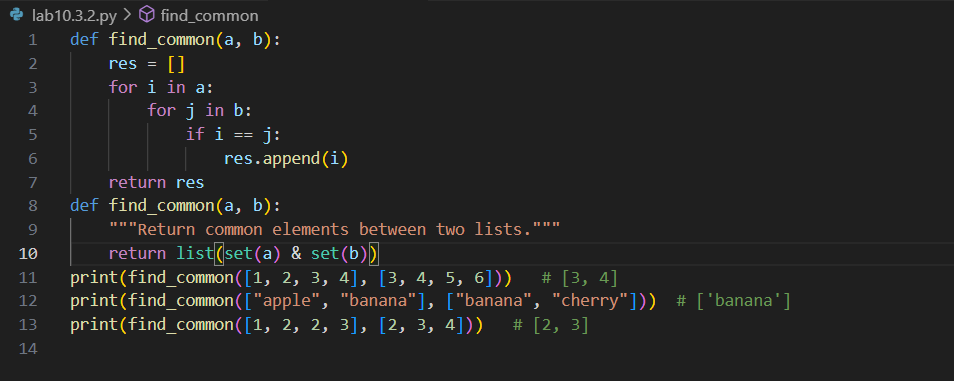 lab10.3.2.py > find_common
1 def find_common(a, b):
2     res = []
3     for i in a:
4         for j in b:
5             if i == j:
6                 res.append(i)
7     return res
8 def find_common(a, b):
9     """Return common elements between two lists."""
10     return list(set(a) & set(b))
11 print(find_common([1, 2, 3, 4], [3, 4, 5, 6]))   # [3, 4]
12 print(find_common(["apple", "banana"], ["banana", "cherry"]))  # ['banana']
13 print(find_common([1, 2, 2, 3], [2, 3, 4]))   # [2, 3]
14